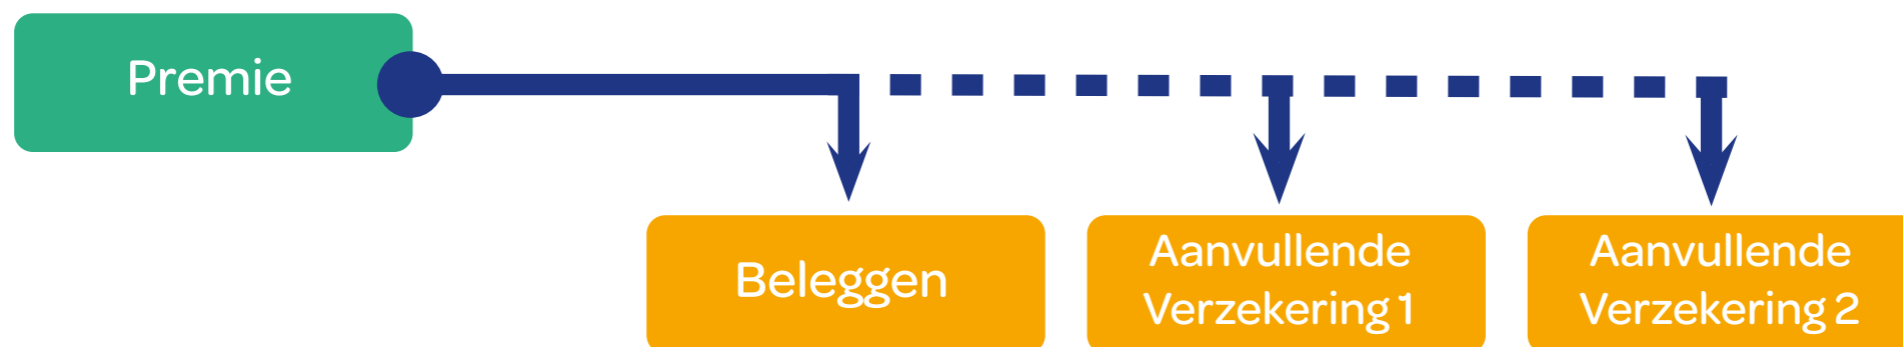 Premie
Beleggen
Aanvullende
Verzekering 1
Aanvullende
Verzekering 2